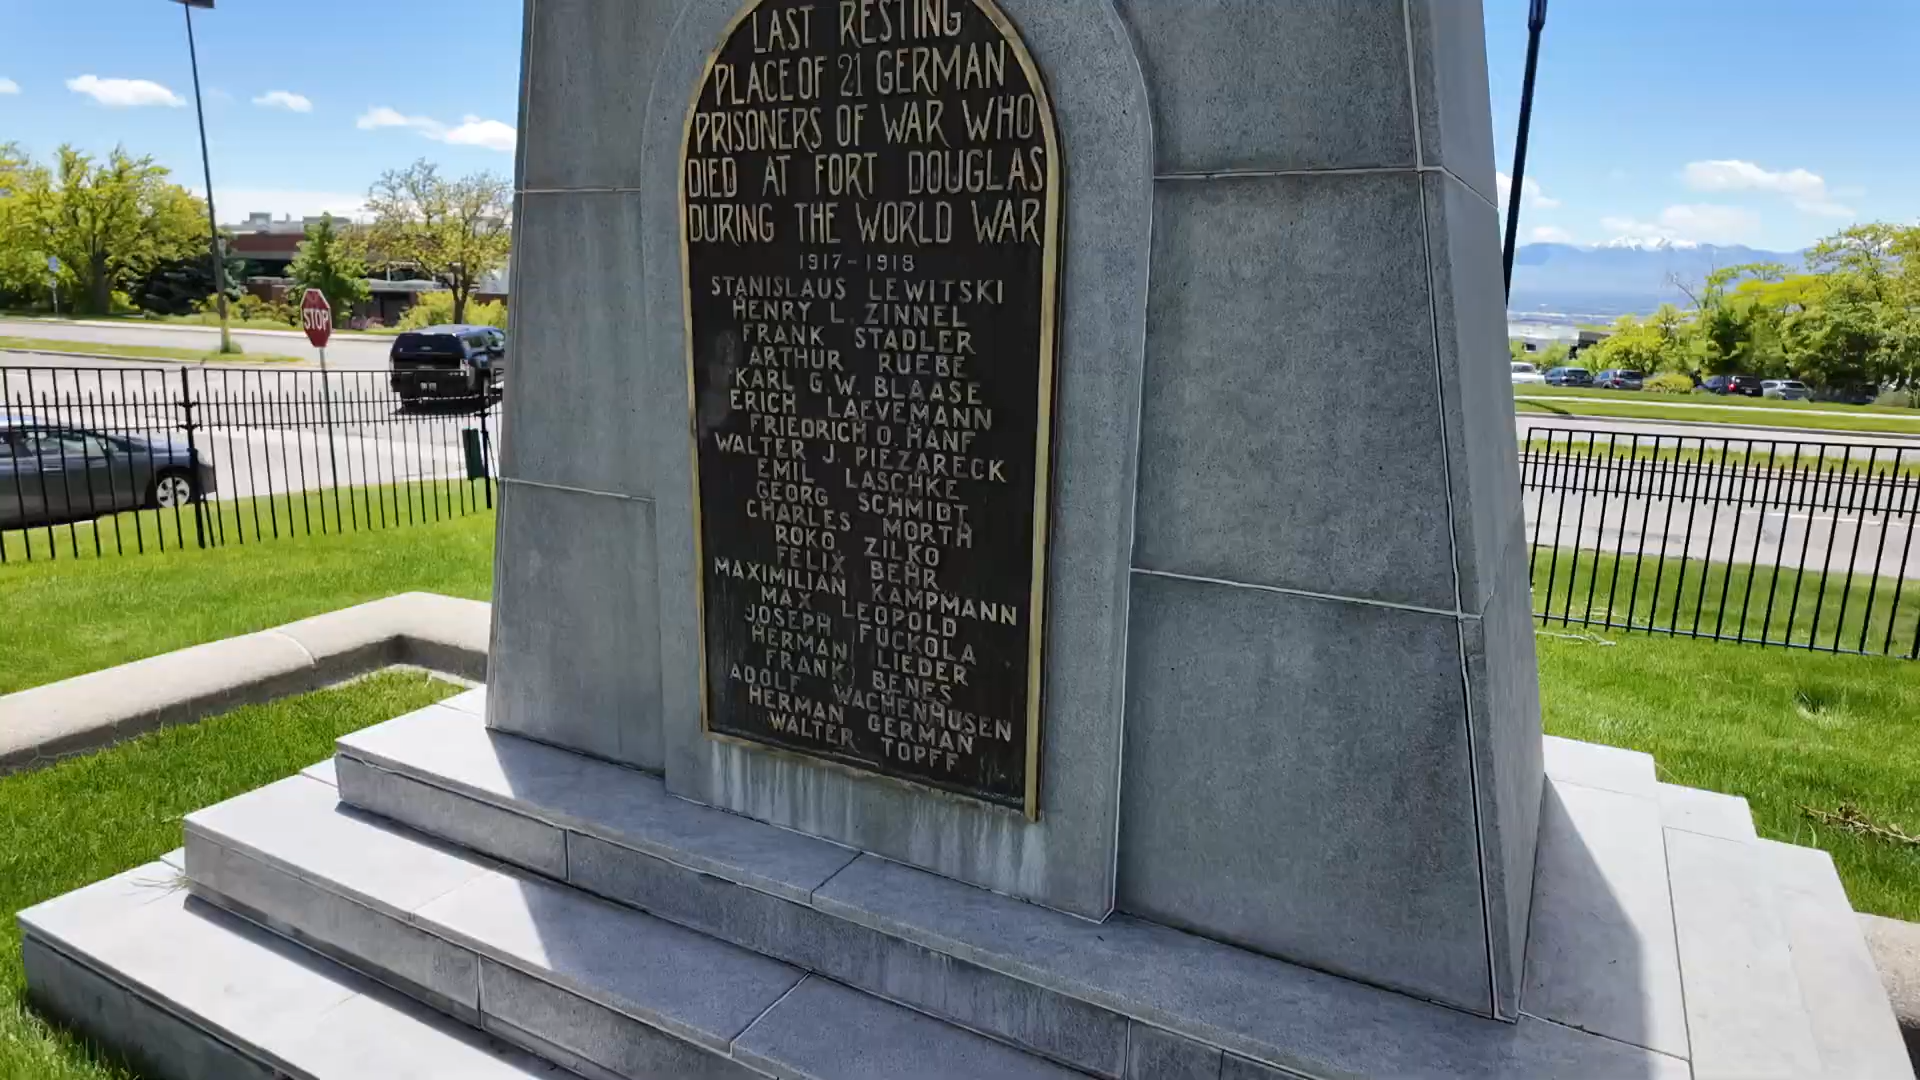 LAST RESTING
PLACE OF 21 GERMAN
PRISONERS OF WAR WHO
DIED AT FORT DOUGLAS
DURING THE WORLD WAR
1917-1918
STANISLAUS LEWITSKI
HENRY L. ZINNEL
FRANK STADLER
ARTHUR RUEBE
KARL G.W. BLAASE
ERICH LAEVEMANN
FRIEDRICH O. HANF
WALTER J. PIEZARECK
EMIL LASCHKE
GEORG SCHMIDT
CHARLES MORTH
ROKO ZILKO
FELIX BEHR
MAXIMILIAN KAMPMANN
MAX LEOPOLD
JOSEPH FUCKOLA
HERMAN LIEDER
FRANK BENES
ADOLF WACHENHUSEN
HERMAN GERMAN
WALTER TOPFF
STOP